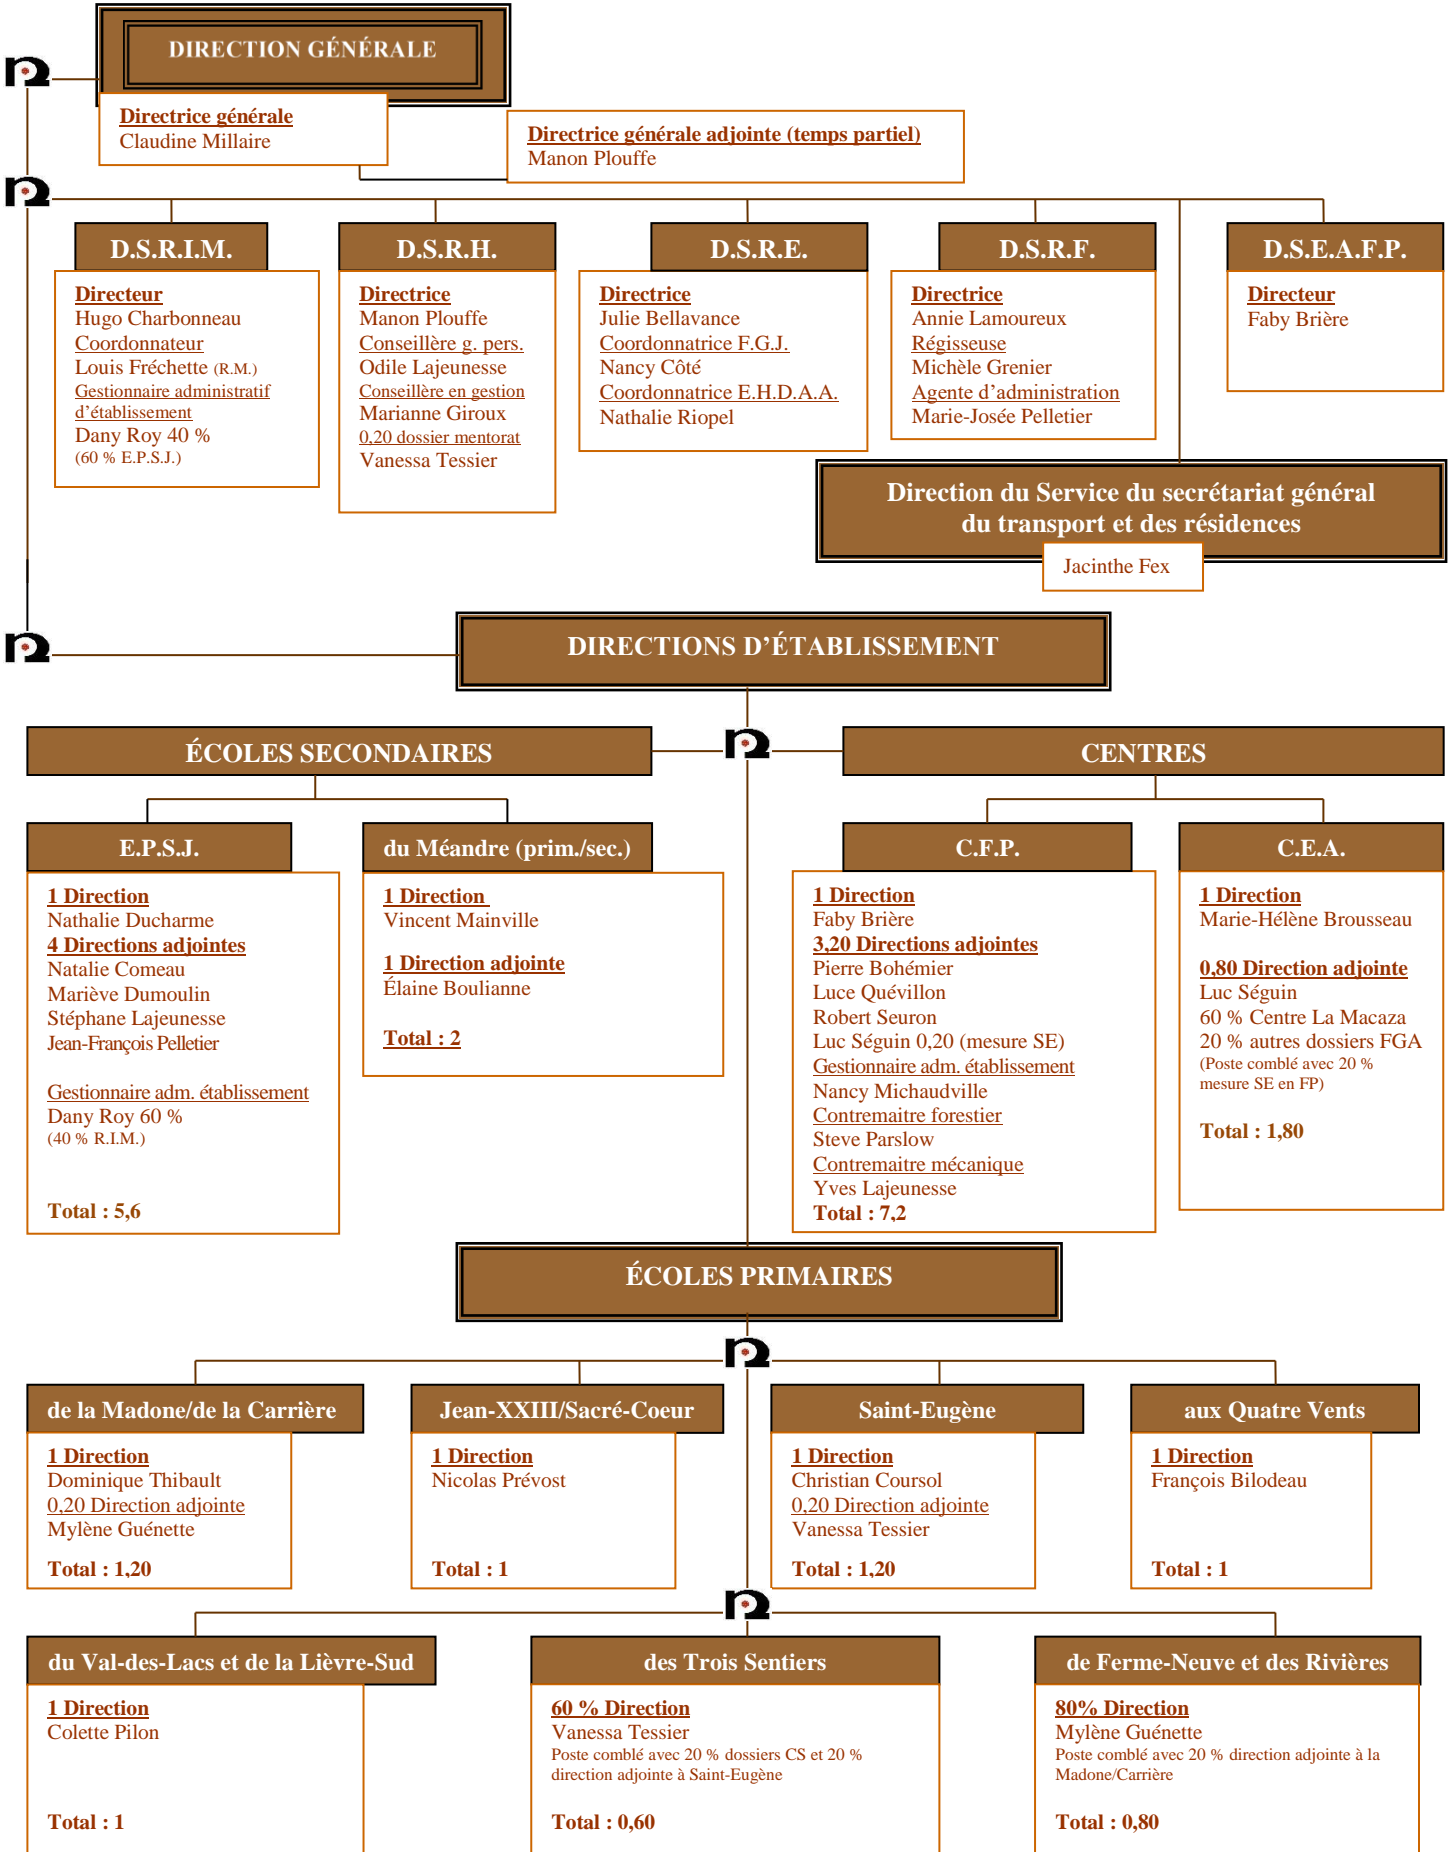 DIRECTION GÉNÉRALE
Directrice générale
Claudine Millaire
Directrice générale adjointe (temps partiel)
Manon Plouffe
D.S.R.I.M.
Directeur
Hugo Charbonneau
Coordonnateur
Louis Fréchette (R.M.)
Gestionnaire administratif
d’établissement
Dany Roy 40 %
(60 % E.P.S.J.)
D.S.R.H.
Directrice
Manon Plouffe
Conseillère g. pers.
Odile Lajeunesse
Conseillère en gestion
Marianne Giroux
0,20 dossier mentorat
Vanessa Tessier
D.S.R.E.
Directrice
Julie Bellavance
Coordonnatrice F.G.J.
Nancy Côté
Coordonnatrice E.H.D.A.A.
Nathalie Riopel
D.S.R.F.
Directrice
Annie Lamoureux
Régisseuse
Michèle Grenier
Agente d’administration
Marie-Josée Pelletier
D.S.E.A.F.P.
Directeur
Faby Brière
Direction du Service du secrétariat général
du transport et des résidences
Jacinthe Fex
DIRECTIONS D’ÉTABLISSEMENT
ÉCOLES SECONDAIRES
CENTRES
E.P.S.J.
1 Direction
Nathalie Ducharme
4 Directions adjointes
Natalie Comeau
Mariève Dumoulin
Stéphane Lajeunesse
Jean-François Pelletier
Gestionnaire adm. établissement
Dany Roy 60 %
(40 % R.I.M.)
Total : 5,6
du Méandre (prim./sec.)
1 Direction
Vincent Mainville
1 Direction adjointe
Élaine Boulianne
Total : 2
C.F.P.
1 Direction
Faby Brière
3,20 Directions adjointes
Pierre Bohémier
Luce Quévillon
Robert Seuron
Luc Séguin 0,20 (mesure SE)
Gestionnaire adm. établissement
Nancy Michaudville
Contremaitre forestier
Steve Parslow
Contremaitre mécanique
Yves Lajeunesse
Total : 7,2
C.E.A.
1 Direction
Marie-Hélène Brousseau
0,80 Direction adjointe
Luc Séguin
60 % Centre La Macaza
20 % autres dossiers FGA
(Poste comblé avec 20 %
mesure SE en FP)
Total : 1,80
ÉCOLES PRIMAIRES
de la Madone/de la Carrière
1 Direction
Dominique Thibault
0,20 Direction adjointe
Mylène Guénette
Total : 1,20
Jean-XXIII/Sacré-Coeur
1 Direction
Nicolas Prévost
Total : 1
Saint-Eugène
1 Direction
Christian Coursol
0,20 Direction adjointe
Vanessa Tessier
Total : 1,20
aux Quatre Vents
1 Direction
François Bilodeau
Total : 1
du Val-des-Lacs et de la Lièvre-Sud
1 Direction
Colette Pilon
Total : 1
des Trois Sentiers
60 % Direction
Vanessa Tessier
Poste comblé avec 20 % dossiers CS et 20 %
direction adjointe à Saint-Eugène
Total : 0,60
de Ferme-Neuve et des Rivières
80% Direction
Mylène Guénette
Poste comblé avec 20 % direction adjointe à la
Madone/Carrière
Total : 0,80